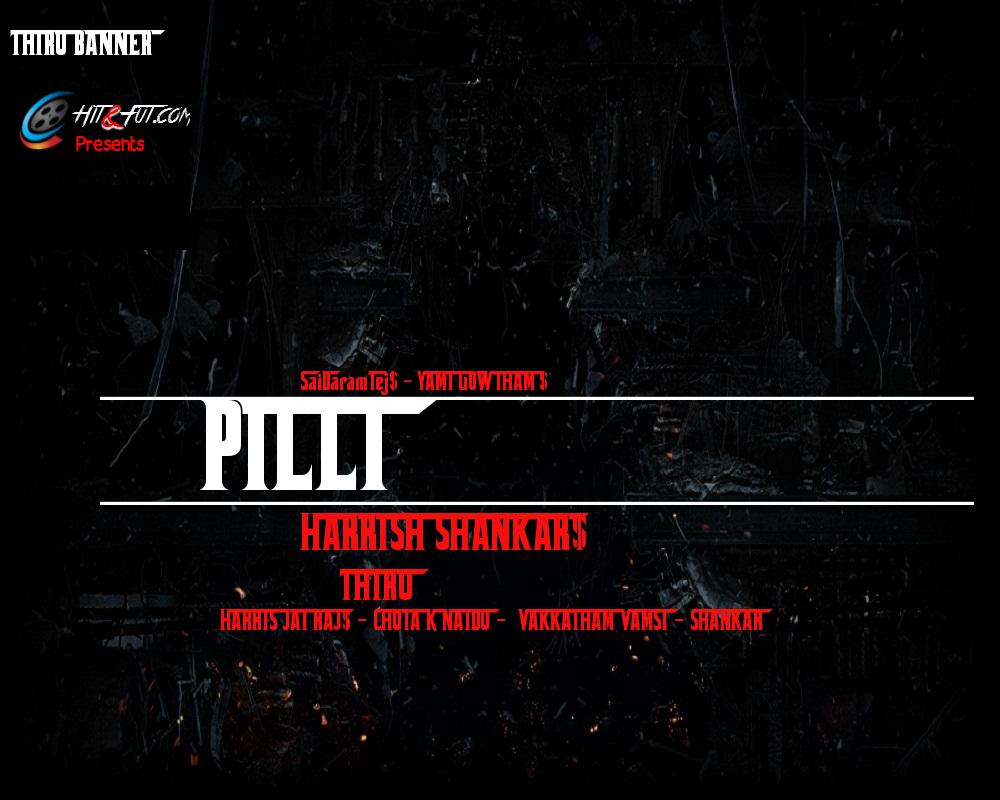 THIRU BANNER
HIT&FUT.COM
Presents
SaiDaramTej$ - YAMI GOWTHAM $
PILLI
HARRISH SHANKAR$
THIRU
HARRIS JAI RAJ$ - CHOTA K NAIDU - VAKKATHAM VAMSI - SHANKAR